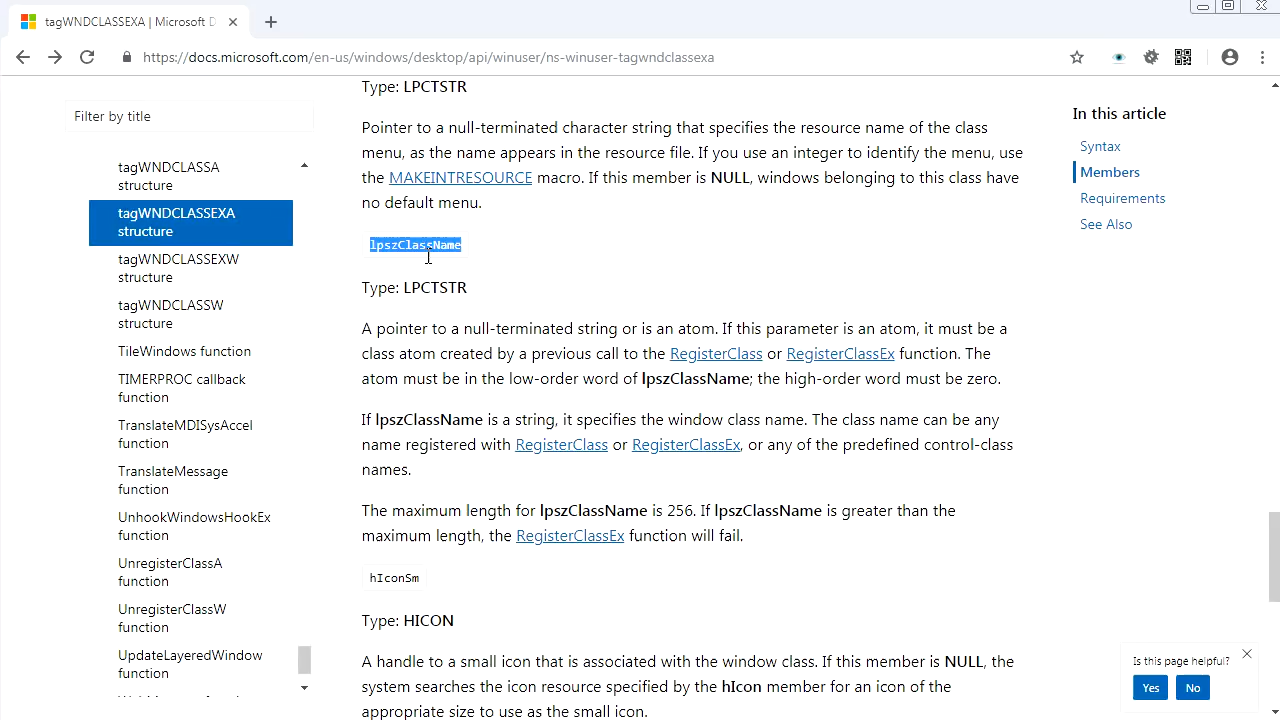 tagWNDCLASSEXA | Microsoft D
https://docs.microsoft.com/en-us/windows/desktop/api/winuser/ns-winuser-tagwndclassexa
Filter by title
tagWNDCLASSA
structure
tagWNDCLASSEXA
structure
tagWNDCLASSEXW
structure
tagWNDCLASSW
structure
TileWindows function
TIMERPROC callback
function
TranslateMDISysAccel
function
TranslateMessage
function
UnhookWindowsHookEx
function
UnregisterClassA
function
UnregisterClassW
function
UpdateLayeredWindow
function
Type: LPCTSTR
Pointer to a null-terminated character string that specifies the resource name of the class
menu, as the name appears in the resource file. If you use an integer to identify the menu, use
the MAKEINTRESOURCE macro. If this member is NULL, windows belonging to this class have
no default menu.
lpszClassName
Type: LPCTSTR
A pointer to a null-terminated string or is an atom. If this parameter is an atom, it must be a
class atom created by a previous call to the RegisterClass or RegisterClassEx function. The
atom must be in the low-order word of lpszClassName; the high-order word must be zero.
If lpszClassName is a string, it specifies the window class name. The class name can be any
name registered with RegisterClass or RegisterClassEx, or any of the predefined control-class
names.
The maximum length for lpszClassName is 256. If lpszClassName is greater than the
maximum length, the RegisterClassEx function will fail.
hIconSm
Type: HICON
A handle to a small icon that is associated with the window class. If this member is NULL, the
system searches the icon resource specified by the hIcon member for an icon of the
appropriate size to use as the small icon.
In this article
Syntax
Members
Requirements
See Also
Is this page helpful?
Yes
No